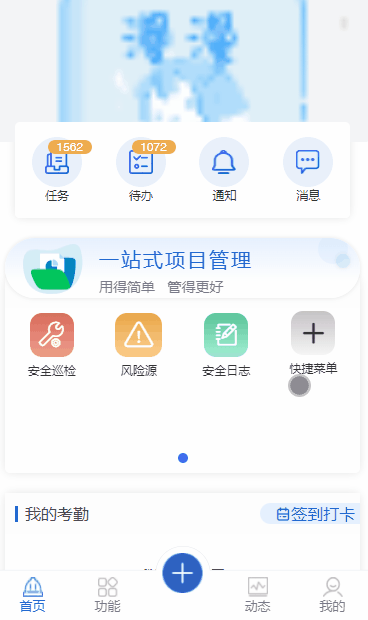 1562
1072
任务
待办
通知
消息
一站式项目管理
用得简单 管得更好
安全巡检
风险源
安全日志
快捷菜单
我的考勤
签到打卡
首页
功能
动态
我的